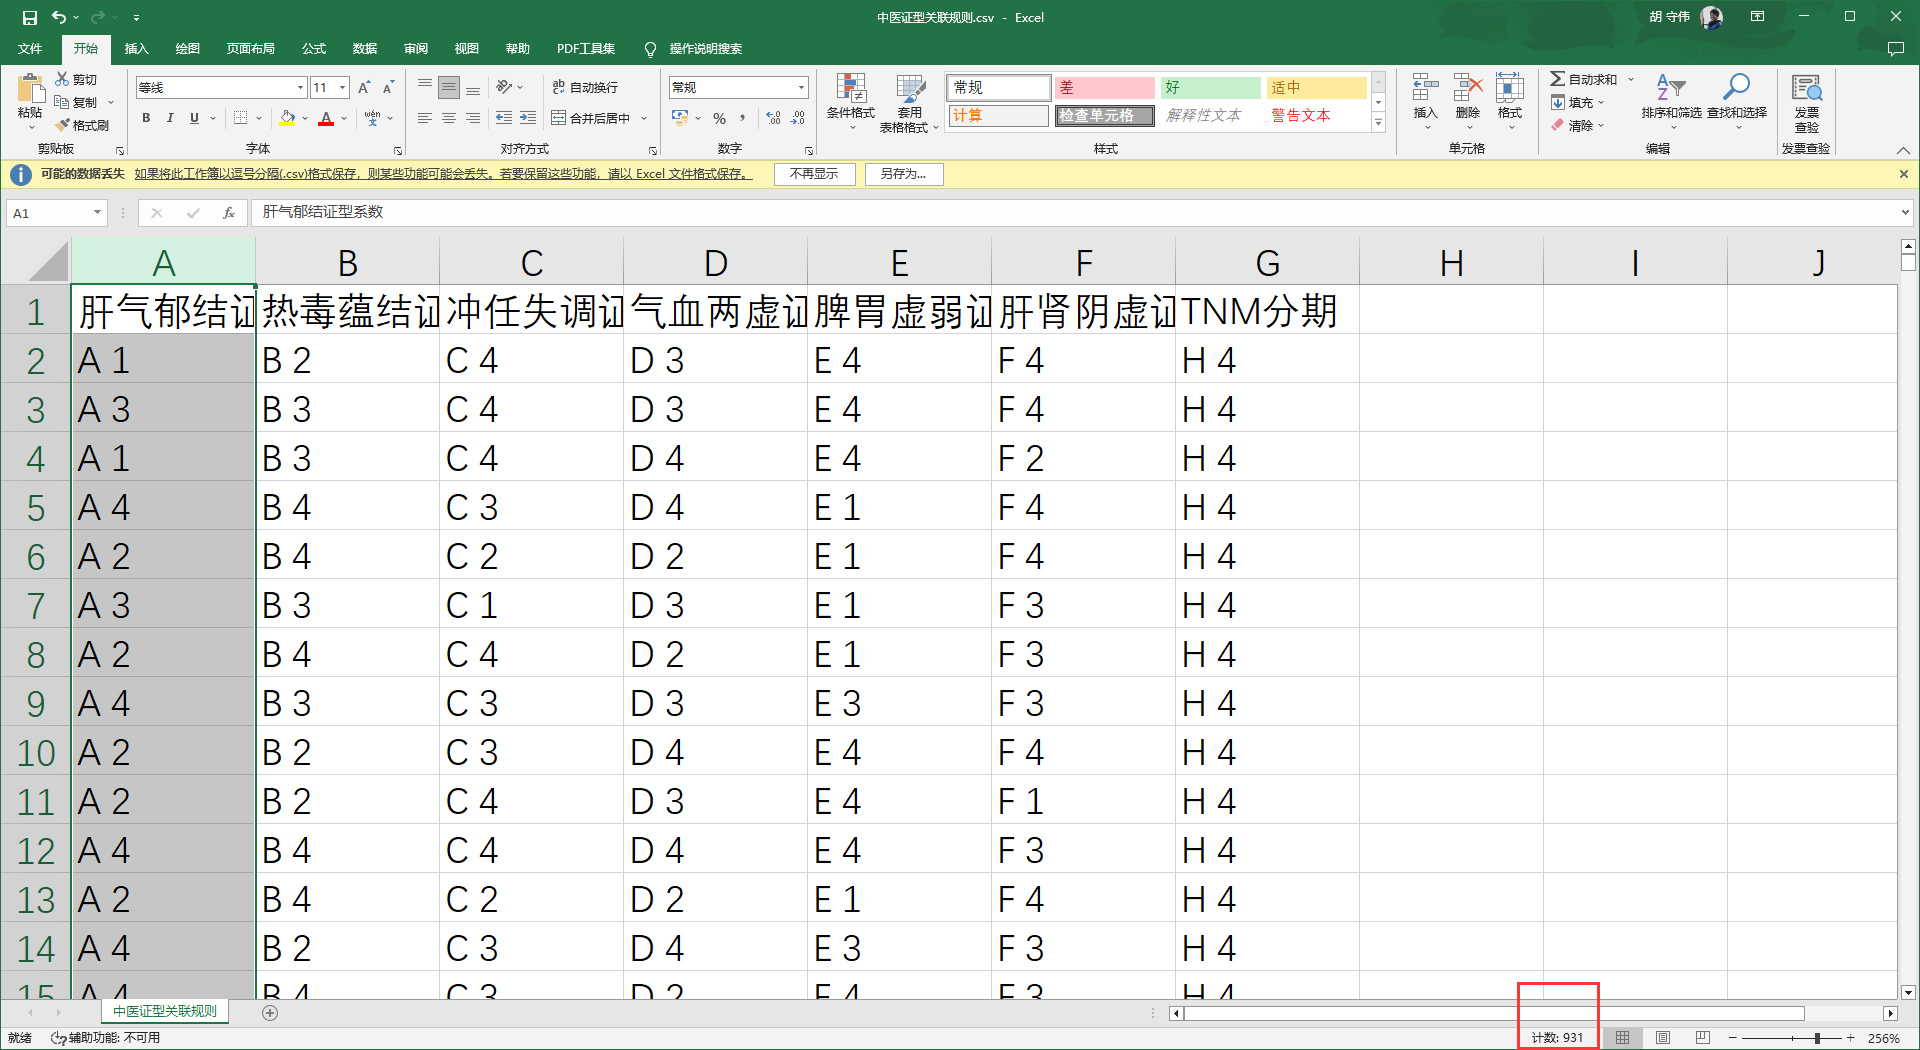 中医证型关联规则.csv - Excel
胡 守伟
文件 开始 插入 绘图 页面布局 公式 数据 审阅 视图 帮助 PDF工具集 操作说明搜索
粘贴 剪切 复制 格式刷 剪贴板
等线 11 B I U A A A wén 文 字体
ab 自动换行 合并后居中 对齐方式
常规 % 数字
条件格式 套用 表格格式
常规 差 好 适中
计算 检查单元格 解释性文本 警告文本
样式
插入 删除 格式 单元格
自动求和 填充 清除 排序和筛选 查找和选择 编辑
发票 查验 发票查验
可能的数据丢失 如果将此工作簿以逗号分隔(.csv)格式保存，则某些功能可能会丢失。若要保留这些功能，请以 Excel 文件格式保存。 不再显示 另存为...
A1 fx 肝气郁结证型系数
A B C D E F G H I J
1 肝气郁结证 热毒蕴结证 冲任失调证 气血两虚证 脾胃虚弱证 肝肾阴虚证 TNM分期
2 A 1 B 2 C 4 D 3 E 4 F 4 H 4
3 A 3 B 3 C 4 D 3 E 4 F 4 H 4
4 A 1 B 3 C 4 D 4 E 4 F 2 H 4
5 A 4 B 4 C 3 D 4 E 1 F 4 H 4
6 A 2 B 4 C 2 D 2 E 1 F 4 H 4
7 A 3 B 3 C 1 D 3 E 1 F 3 H 4
8 A 2 B 4 C 4 D 2 E 1 F 3 H 4
9 A 4 B 3 C 3 D 3 E 3 F 3 H 4
10 A 2 B 2 C 3 D 4 E 4 F 4 H 4
11 A 2 B 2 C 4 D 3 E 4 F 1 H 4
12 A 4 B 4 C 4 D 4 E 4 F 3 H 4
13 A 2 B 4 C 2 D 2 E 1 F 4 H 4
14 A 4 B 2 C 3 D 4 E 3 F 3 H 4
15 A 4 B 4 C 3 D 2 E 4 F 3 H 4
中医证型关联规则
就绪 辅助功能: 不可用 计数: 931 256%